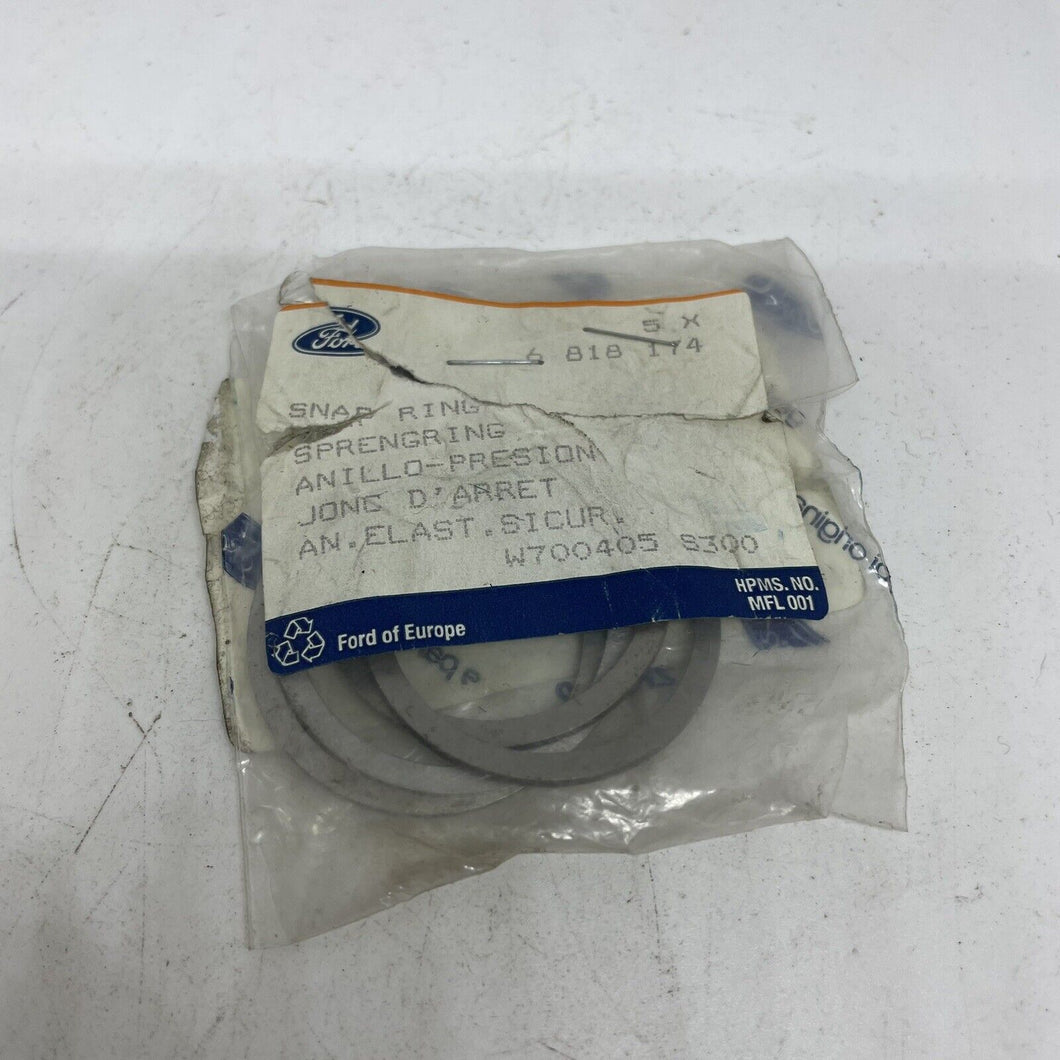 Ford
5 X
6 818 174
SNAP RING
SPRENGRING
ANILLO-PRESION
JONC D'ARRET
AN.ELAST.SICUR.
W700405 S300
HPMS. NO.
MFL 001
Ford of Europe